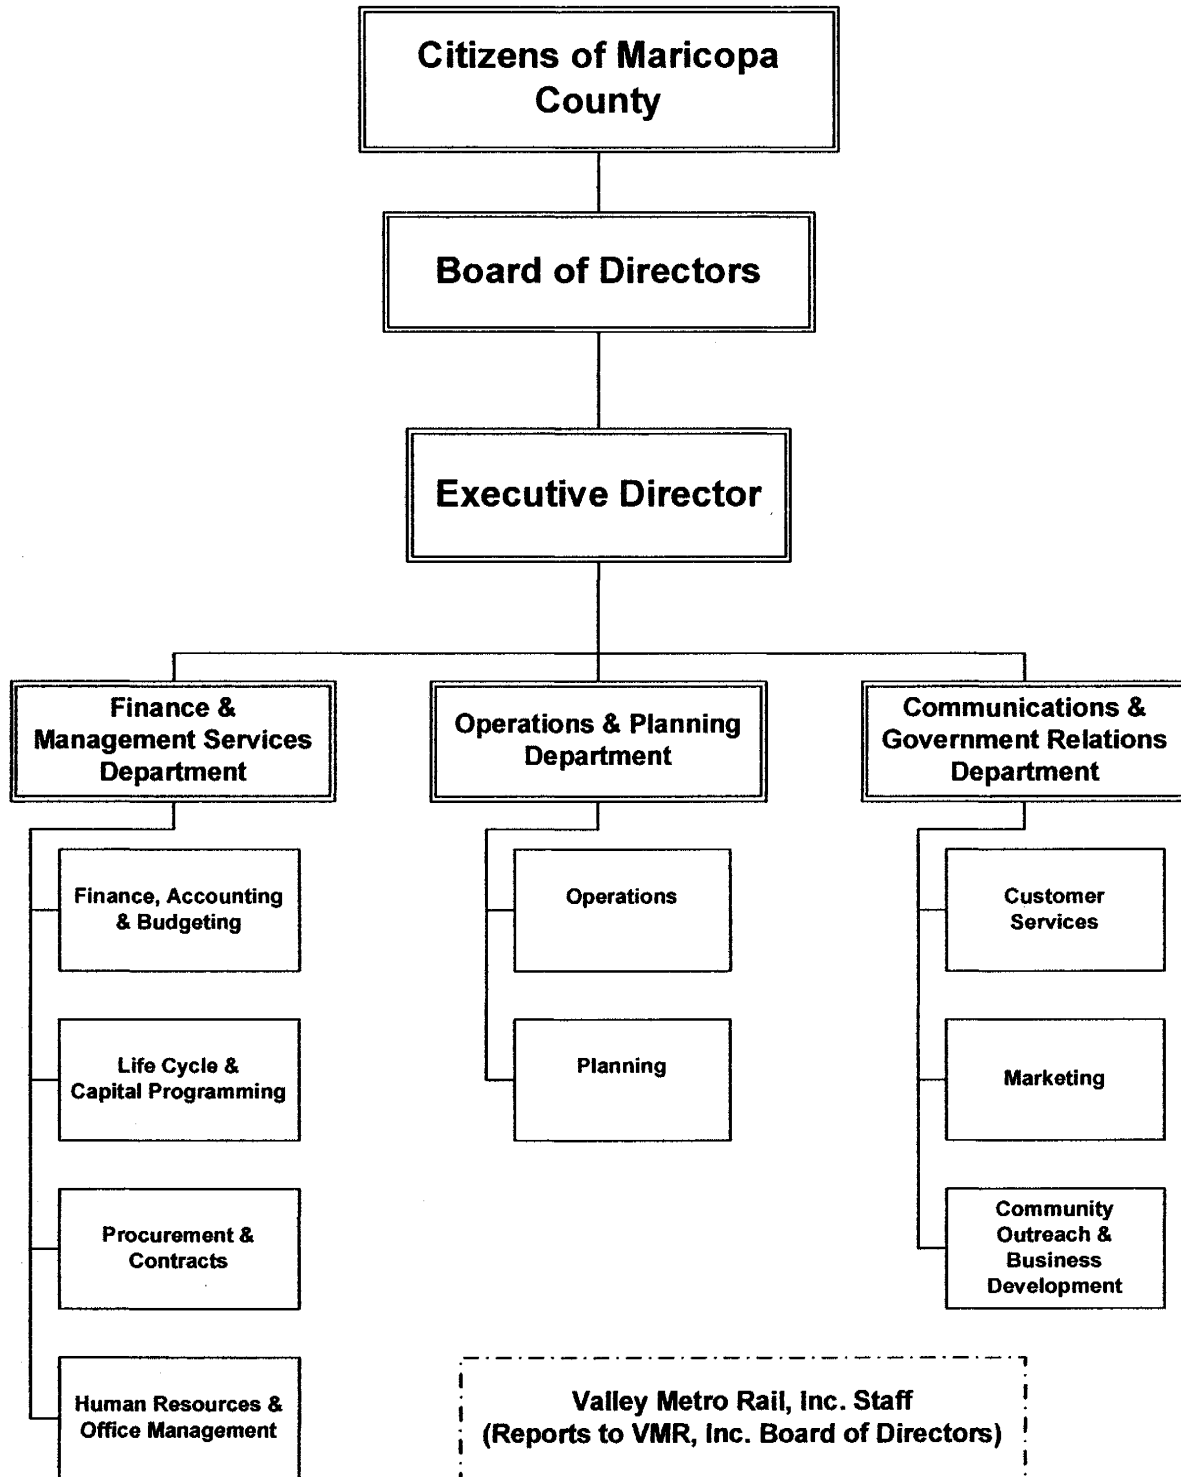 Citizens of Maricopa
County
Board of Directors
Executive Director
Finance &
Management Services
Department
Finance, Accounting
& Budgeting
Life Cycle &
Capital Programming
Procurement &
Contracts
Human Resources &
Office Management
Operations & Planning
Department
Operations
Planning
Communications &
Government Relations
Department
Customer
Services
Marketing
Community
Outreach &
Business
Development
Valley Metro Rail, Inc. Staff
(Reports to VMR, Inc. Board of Directors)